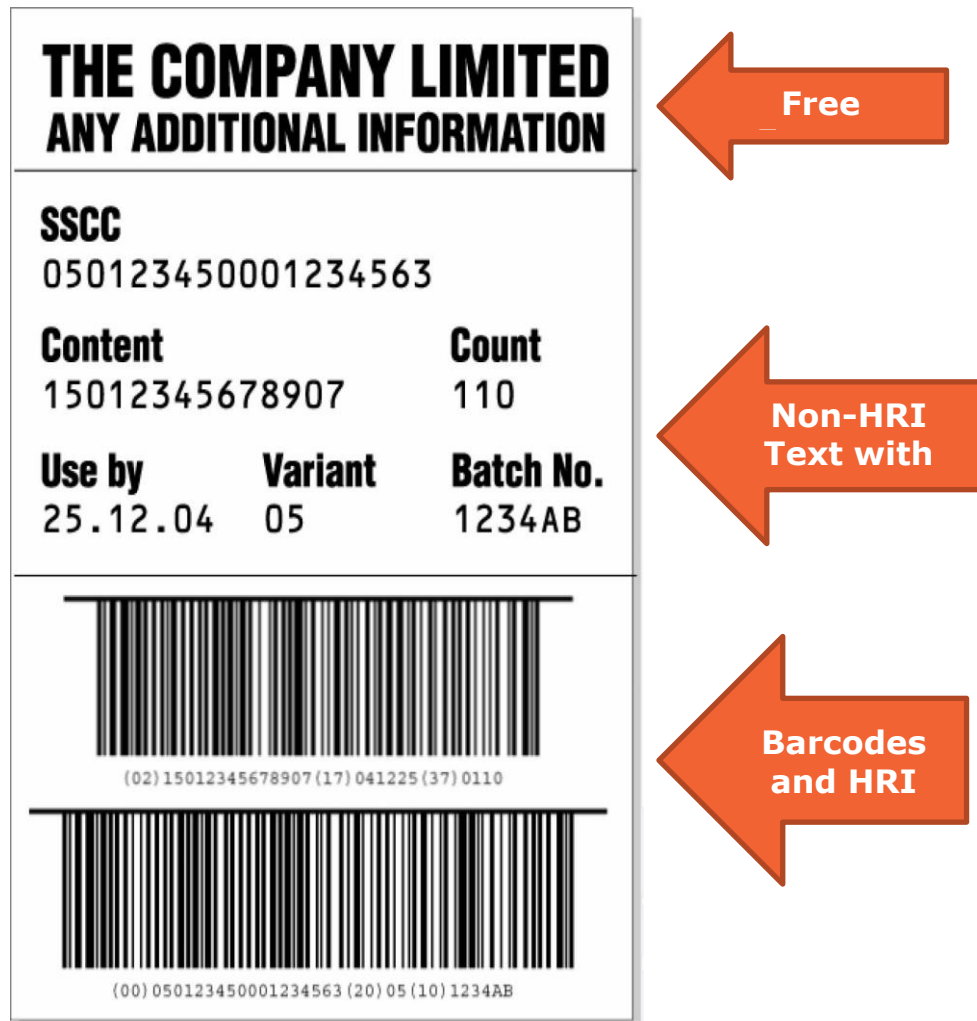 THE COMPANY LIMITED
ANY ADDITIONAL INFORMATION
Free
SSCC
050123450001234563
Content Count
15012345678907 110
Use by Variant Batch No.
25.12.04 05 1234AB
Non-HRI
Text with
(02)15012345678907(17)041225(37)0110
(00)050123450001234563(20)05(10)1234AB
Barcodes
and HRI